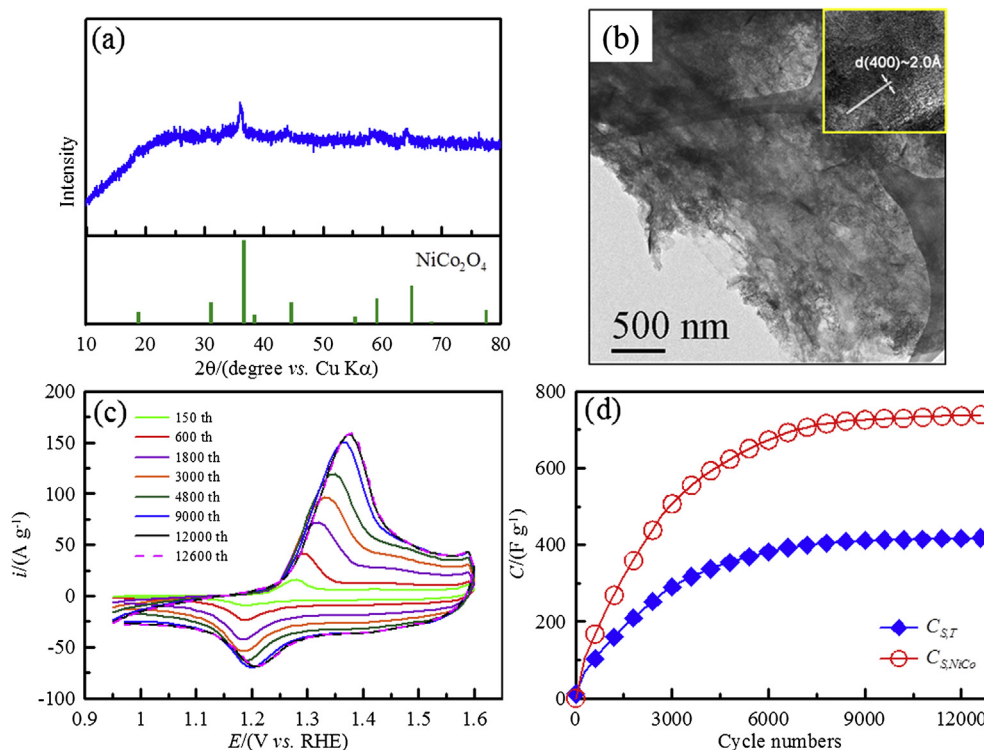 (a)
Intensity
NiCo₂O₄
10 20 30 40 50 60 70 80
2θ/(degree vs. Cu Kα)
(b)
d(400)~2.0Å
500 nm
(c)
200
150
100
50
0
-50
-100
i/(A g⁻¹)
150 th
600 th
1800 th
3000 th
4800 th
9000 th
12000 th
12600 th
0.9 1 1.1 1.2 1.3 1.4 1.5 1.6
E/(V vs. RHE)
(d)
800
600
400
200
0
C/(F g⁻¹)
C_S,T
C_S,NiCo
0 3000 6000 9000 12000
Cycle numbers